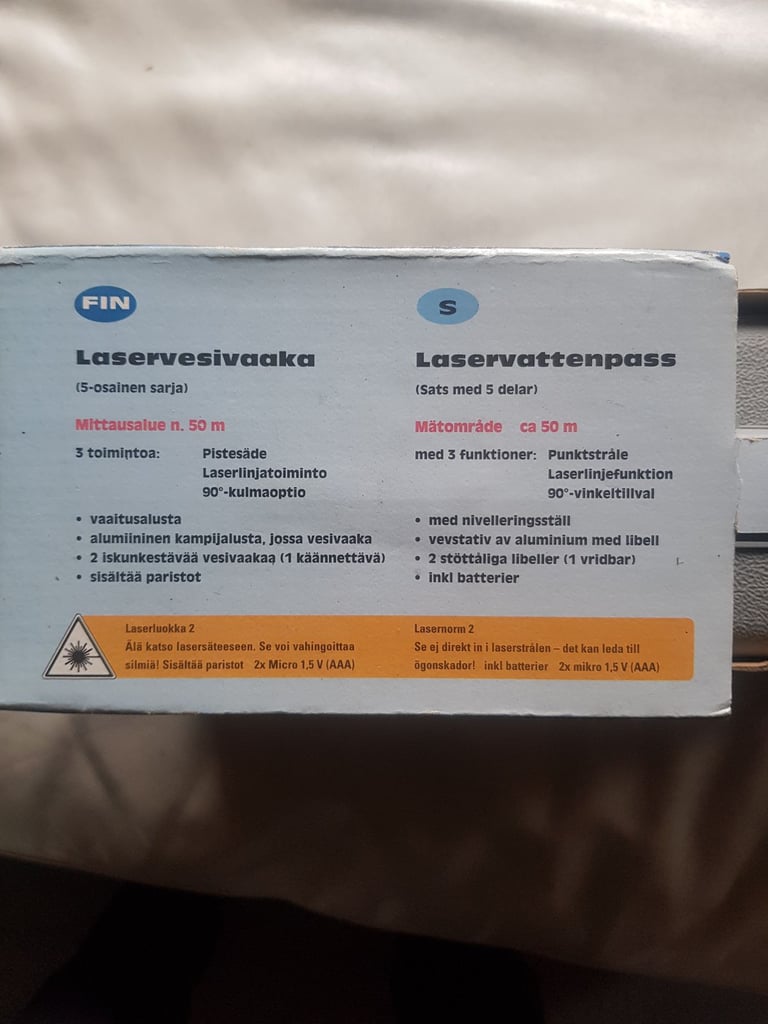 FIN
Laservesivaaka
(5-osainen sarja)
Mittausalue n. 50 m
3 toimintoa: Pistesäde
Laserlinjatoiminto
90°-kulmaoptio
• vaaitusalusta
• alumiininen kampijalusta, jossa vesivaaka
• 2 iskunkestävää vesivaakaa (1 käännettävä)
• sisältää paristot
Laserluokka 2
Älä katso lasersäteeseen. Se voi vahingoittaa
silmiä! Sisältää paristot 2x Micro 1,5 V (AAA)
S
Laservattenpass
(Sats med 5 delar)
Mätområde ca 50 m
med 3 funktioner: Punktstråle
Laserlinjefunktion
90°-vinkeltillval
• med nivelleringsställ
• vevstativ av aluminium med libell
• 2 stöttåliga libeller (1 vridbar)
• inkl batterier
Lasernorm 2
Se ej direkt in i laserstrålen – det kan leda till
ögonskador! inkl batterier 2x mikro 1,5 V (AAA)